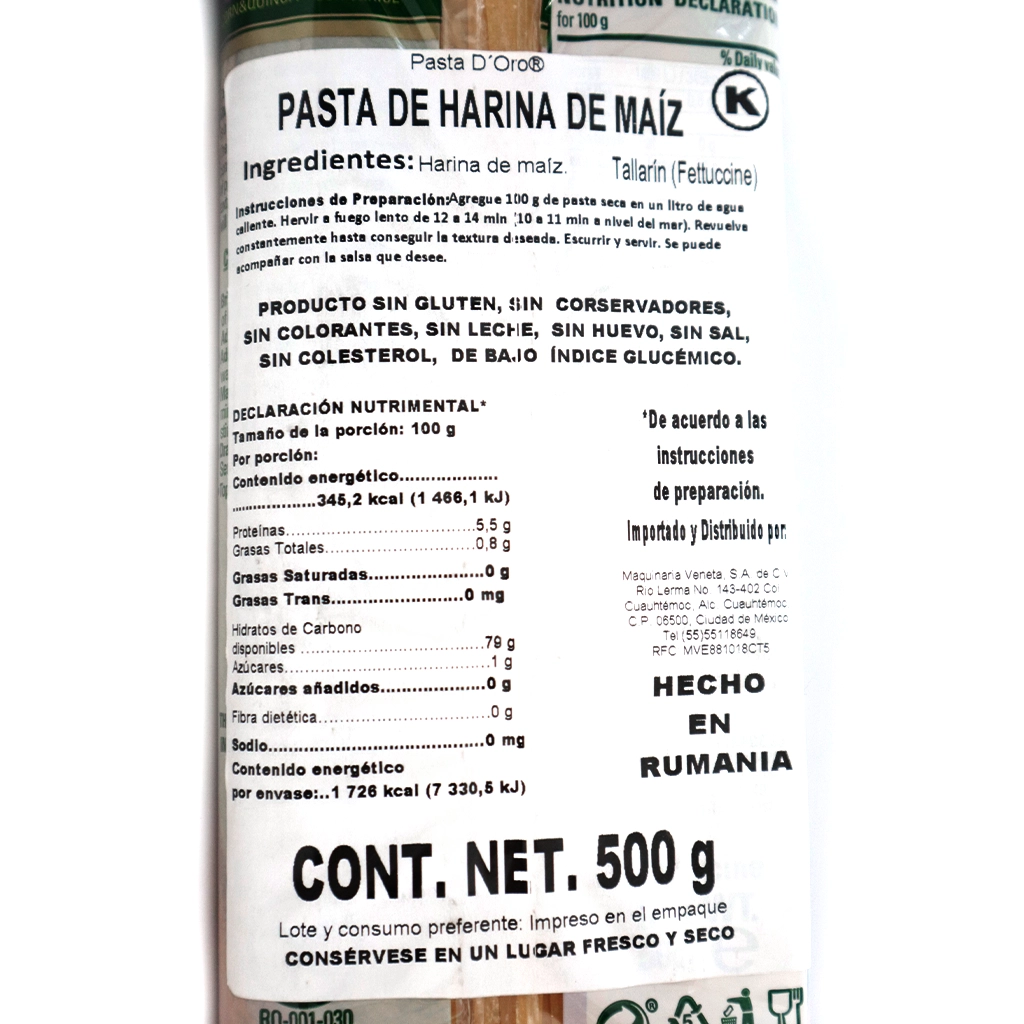 NUTRITION DECLARATION
for 100 g
% Daily
Pasta D´Oro®
PASTA DE HARINA DE MAÍZ
K
Ingredientes: Harina de maíz.
Tallarín (Fettuccine)
Instrucciones de Preparación:Agregue 100 g de pasta seca en un litro de agua
caliente. Hervir a fuego lento de 12 a 14 min (10 a 11 min a nivel del mar). Revuelva
constantemente hasta conseguir la textura deseada. Escurrir y servir. Se puede
acompañar con la salsa que desee.
PRODUCTO SIN GLUTEN, SIN CORSERVADORES,
SIN COLORANTES, SIN LECHE, SIN HUEVO, SIN SAL,
SIN COLESTEROL, DE BAJO ÍNDICE GLUCÉMICO.
DECLARACIÓN NUTRIMENTAL*
Tamaño de la porción: 100 g
Por porción:
Contenido energético...................
.................345,2 kcal (1 466,1 kJ)
Proteínas..............................5,5 g
Grasas Totales........................0,8 g
Grasas Saturadas......................0 g
Grasas Trans.........................0 mg
Hidratos de Carbono
disponibles .............................79 g
Azúcares.................................1 g
Azúcares añadidos....................0 g
Fibra dietética...........................0 g
Sodio.......................................0 mg
Contenido energético
por envase:..1 726 kcal (7 330,5 kJ)
*De acuerdo a las
instrucciones
de preparación.
Importado y Distribuido por:
Maquinaria Veneta, S.A. de C.V
Rio Lerma No. 143-402 Col
Cuauhtémoc, Alc. Cuauhtémoc
C.P. 06500, Ciudad de México
Tel (55)55118649,
RFC MVE881018CT5
HECHO
EN
RUMANIA
CONT. NET. 500 g
Lote y consumo preferente: Impreso en el empaque
CONSÉRVESE EN UN LUGAR FRESCO Y SECO
RO-001-030
®
5